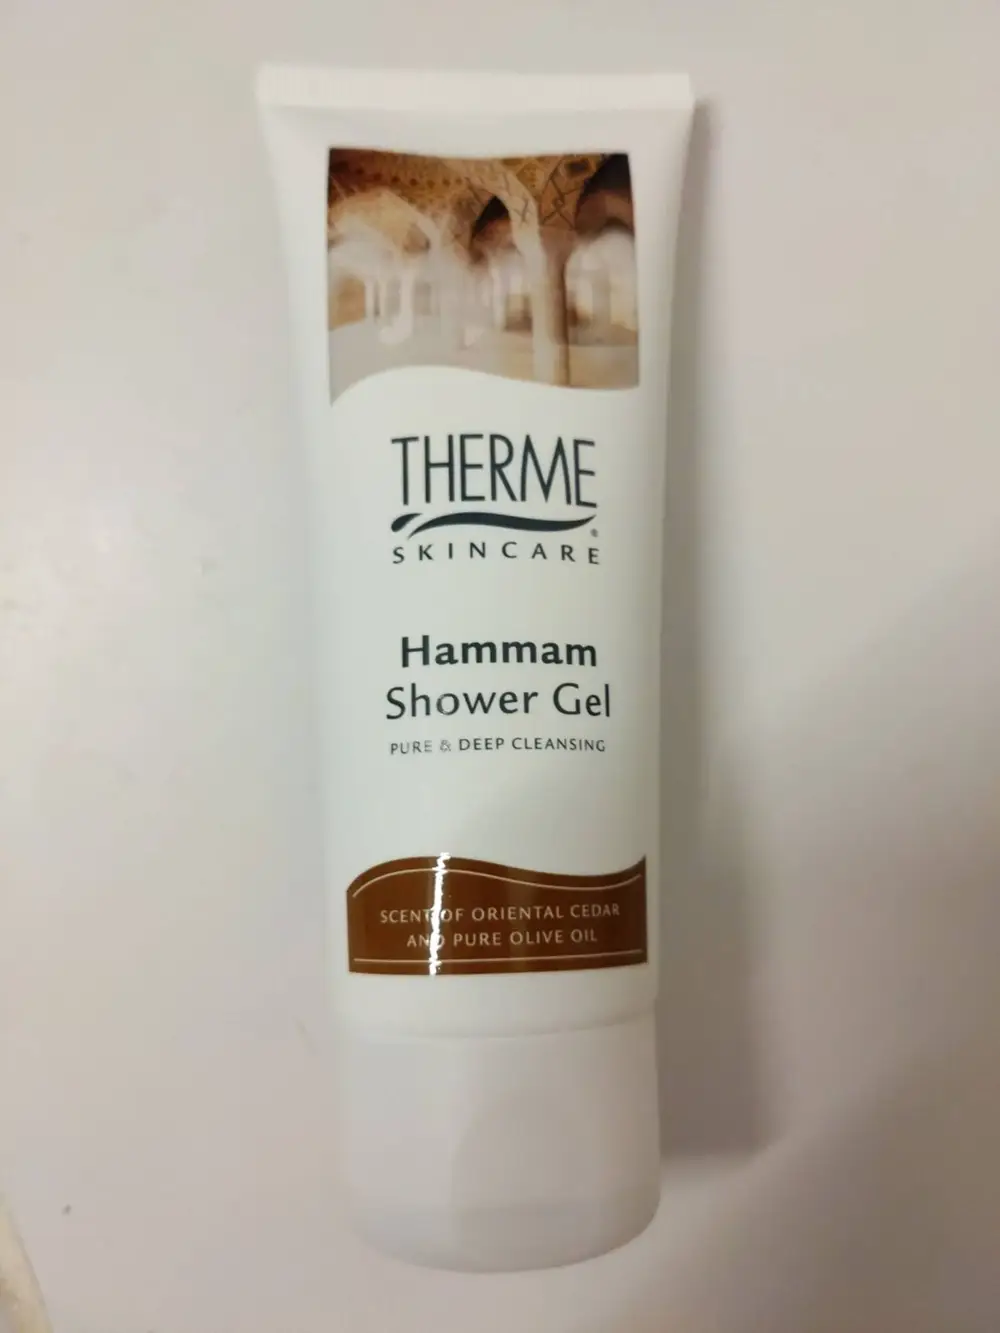 THERME
SKINCARE
Hammam
Shower Gel
PURE & DEEP CLEANSING
SCENT OF ORIENTAL CEDAR
AND PURE OLIVE OIL